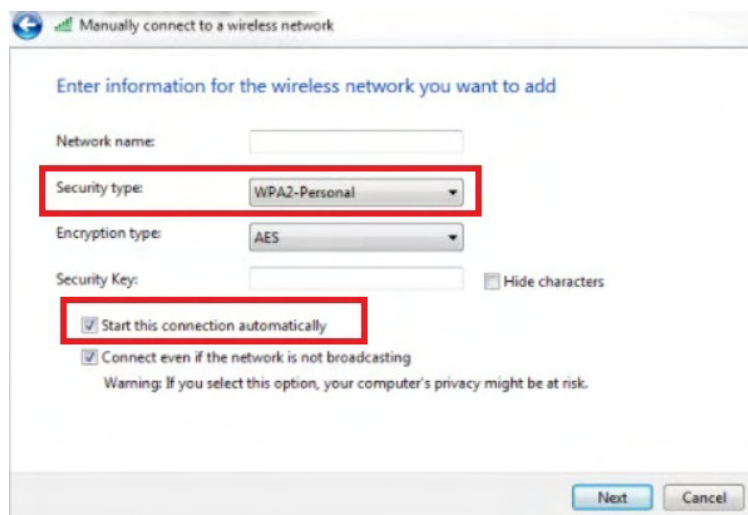 Manually connect to a wireless network
Enter information for the wireless network you want to add
Network name:
Security type: WPA2-Personal
Encryption type: AES
Security Key: Hide characters
Start this connection automatically
Connect even if the network is not broadcasting
Warning: If you select this option, your computer's privacy might be at risk.
Next Cancel